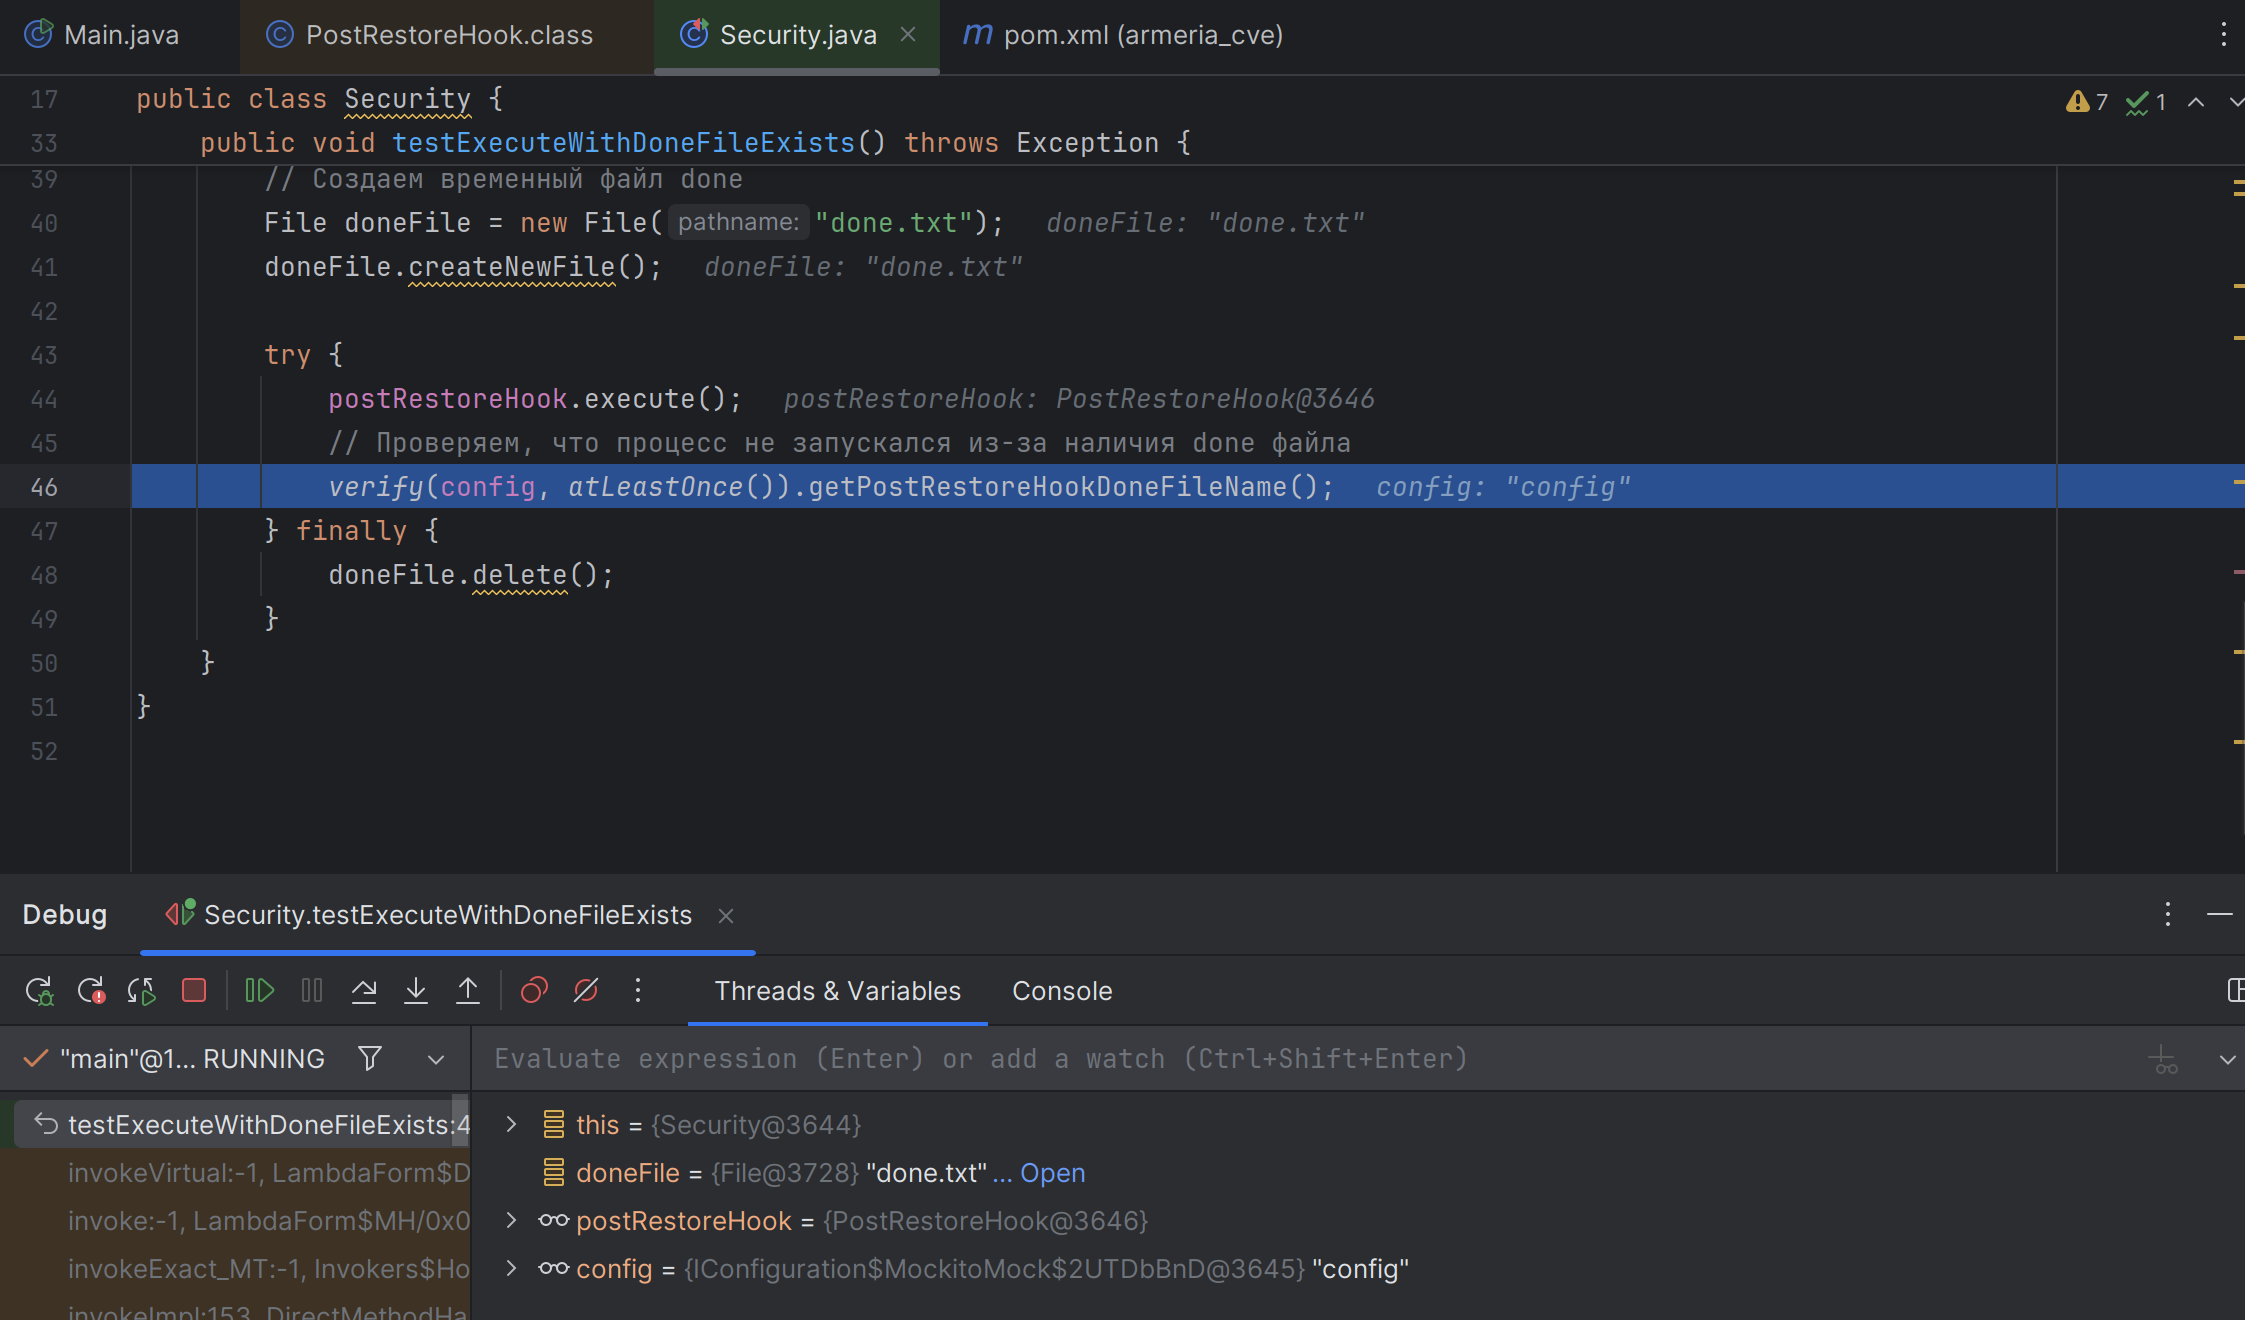 Main.java PostRestoreHook.class Security.java pom.xml (armeria_cve)
17 public class Security { 7 1
33 public void testExecuteWithDoneFileExists() throws Exception {
39 // Создаем временный файл done
40 File doneFile = new File( pathname: "done.txt"); doneFile: "done.txt"
41 doneFile.createNewFile(); doneFile: "done.txt"
42
43 try {
44 postRestoreHook.execute(); postRestoreHook: PostRestoreHook@3646
45 // Проверяем, что процесс не запускался из-за наличия done файла
46 verify(config, atLeastOnce()).getPostRestoreHookDoneFileName(); config: "config"
47 } finally {
48 doneFile.delete();
49 }
50 }
51 }
52
Debug Security.testExecuteWithDoneFileExists
Threads & Variables Console
"main"@1... RUNNING Evaluate expression (Enter) or add a watch (Ctrl+Shift+Enter)
testExecuteWithDoneFileExists:4
invokeVirtual:-1, LambdaForm$D
invoke:-1, LambdaForm$MH/0x0
invokeExact_MT:-1, Invokers$Ho
invokeImpl:153, DirectMethodHa
this = {Security@3644}
doneFile = {File@3728} "done.txt" ... Open
postRestoreHook = {PostRestoreHook@3646}
config = {IConfiguration$MockitoMock$2UTDbBnD@3645} "config"